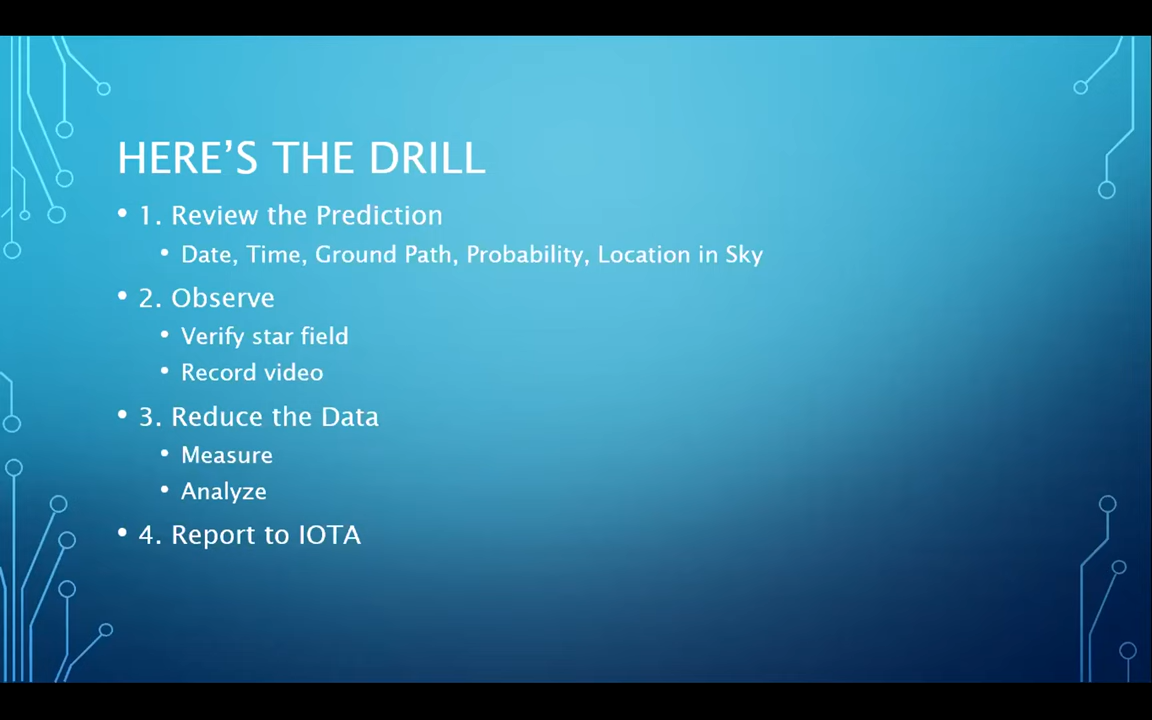 HERE’S THE DRILL
• 1. Review the Prediction
• Date, Time, Ground Path, Probability, Location in Sky
• 2. Observe
• Verify star field
• Record video
• 3. Reduce the Data
• Measure
• Analyze
• 4. Report to IOTA